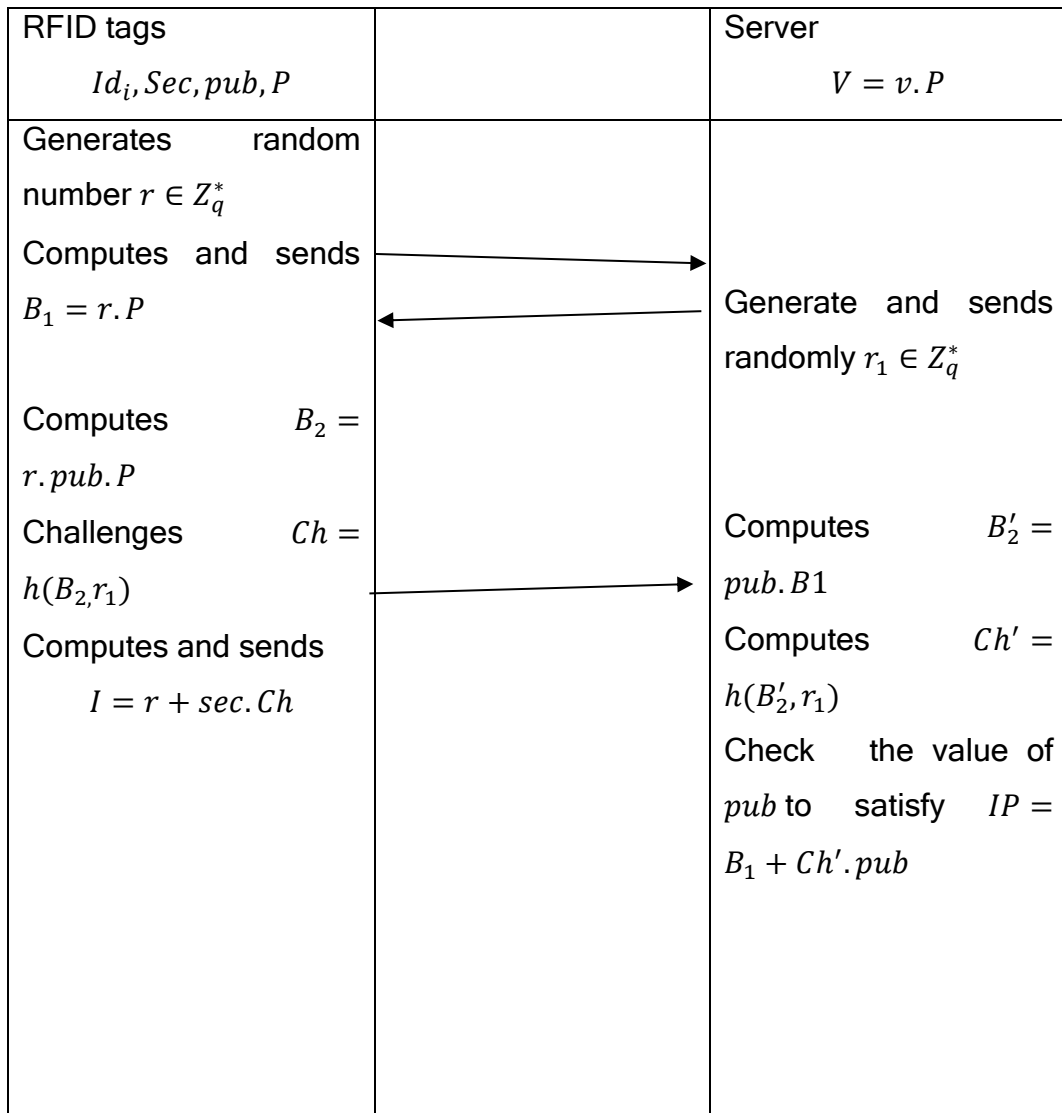 RFID tags
Id_i, Sec, pub, P
Server
V = v. P
Generates random
number r ∈ Z_q^*
Computes and sends
B_1 = r. P
Generate and sends
randomly r_1 ∈ Z_q^*
Computes B_2 =
r. pub. P
Challenges Ch =
h(B_2,r_1)
Computes and sends
I = r + sec. Ch
Computes B_2' =
pub. B1
Computes Ch' =
h(B_2', r_1)
Check the value of
pub to satisfy IP =
B_1 + Ch'. pub